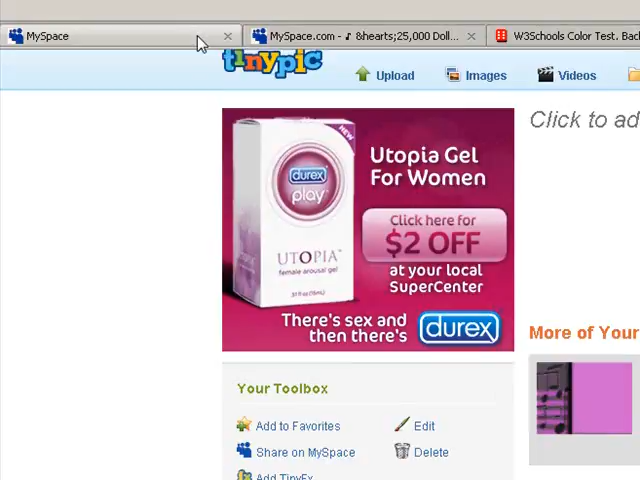 MySpace
MySpace.com - ♪ &hearts;25,000 Doll...
W3Schools Color Test. Bac
tinypic
Upload
Images
Videos
Click to ad
NEW
durex
play
UTOPIA
female arousal gel
Utopia Gel
For Women
Click here for
$2 OFF
at your local
SuperCenter
There's sex and
then there's
durex
More of Your
Your Toolbox
Add to Favorites
Edit
Share on MySpace
Delete
Add TinyFx